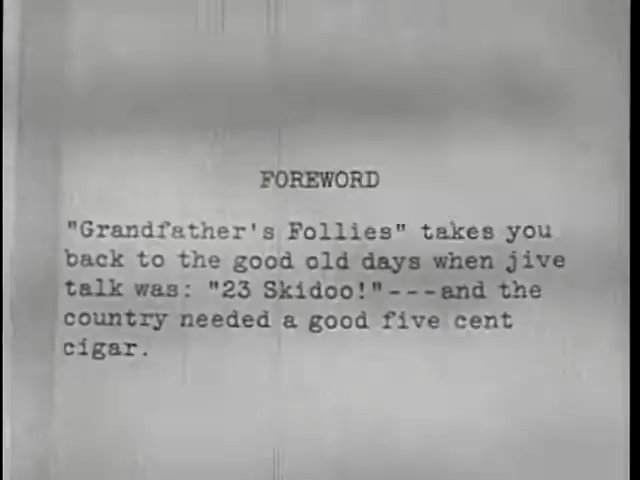 FOREWORD
"Grandfather's Follies" takes you
back to the good old days when jive
talk was: "23 Skidoo!"---and the
country needed a good five cent
cigar.